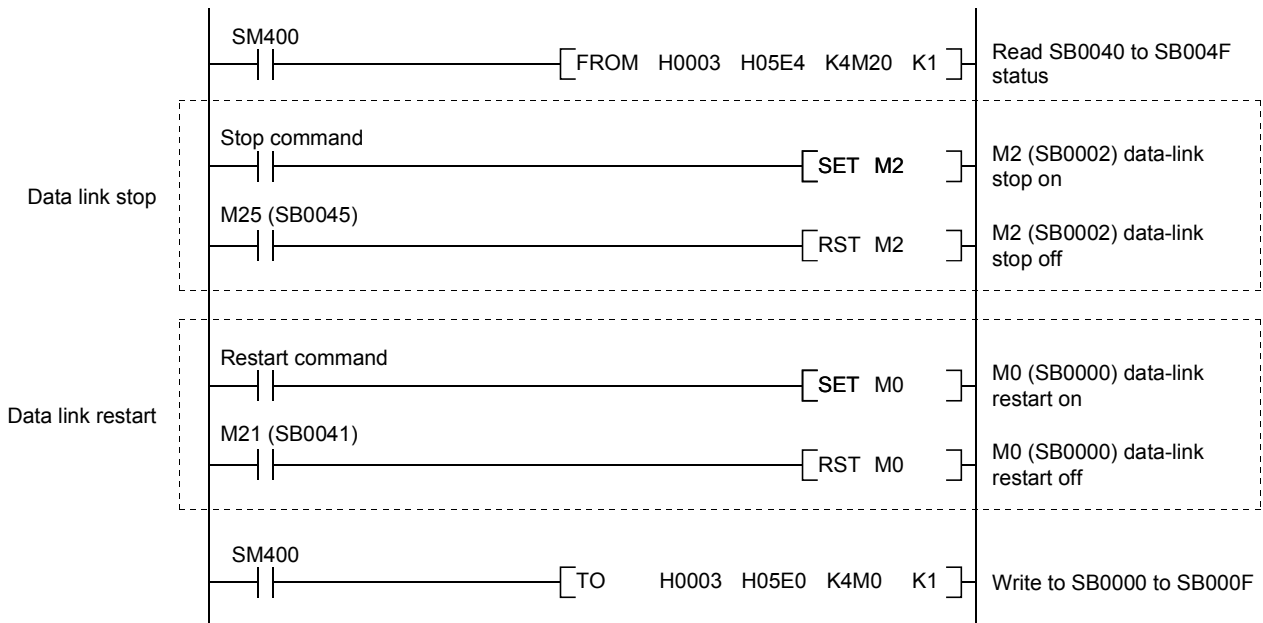 SM400
FROM H0003 H05E4 K4M20 K1
Read SB0040 to SB004F
status
Data link stop
Stop command
SET M2
M2 (SB0002) data-link
stop on
M25 (SB0045)
RST M2
M2 (SB0002) data-link
stop off
Data link restart
Restart command
SET M0
M0 (SB0000) data-link
restart on
M21 (SB0041)
RST M0
M0 (SB0000) data-link
restart off
SM400
TO H0003 H05E0 K4M0 K1
Write to SB0000 to SB000F